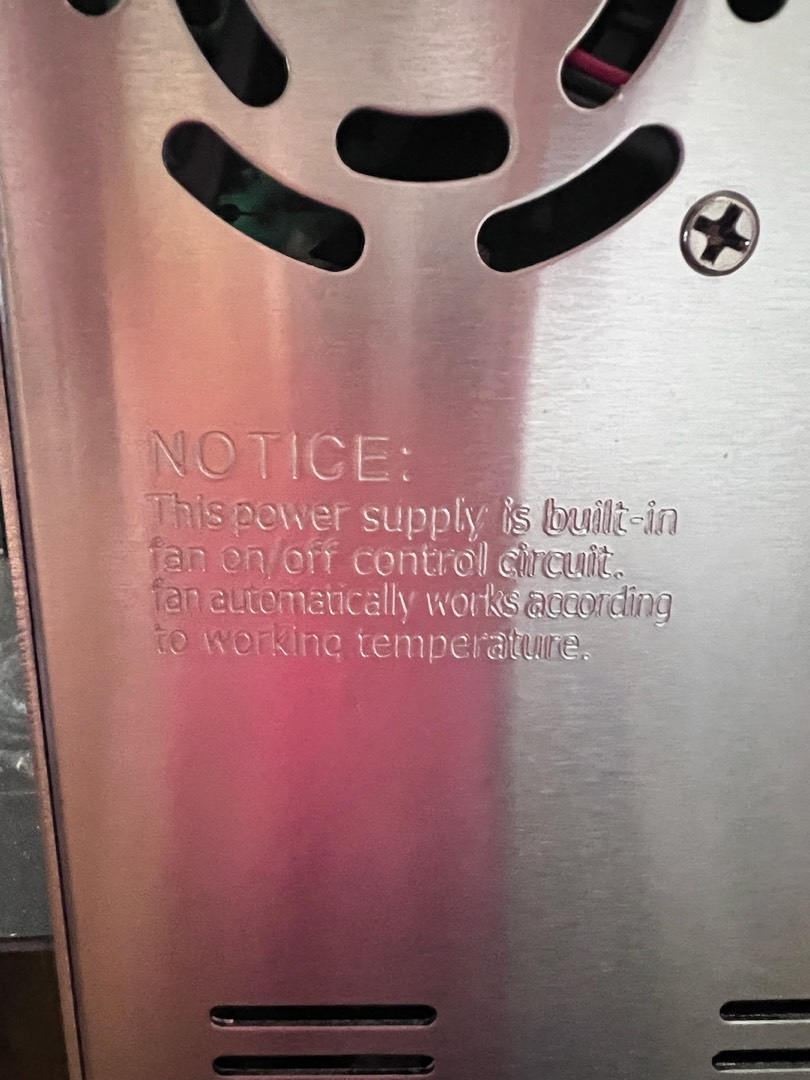 NOTICE:
This power supply is built-in
fan on/off control circuit.
fan automatically works according
to working temperature.